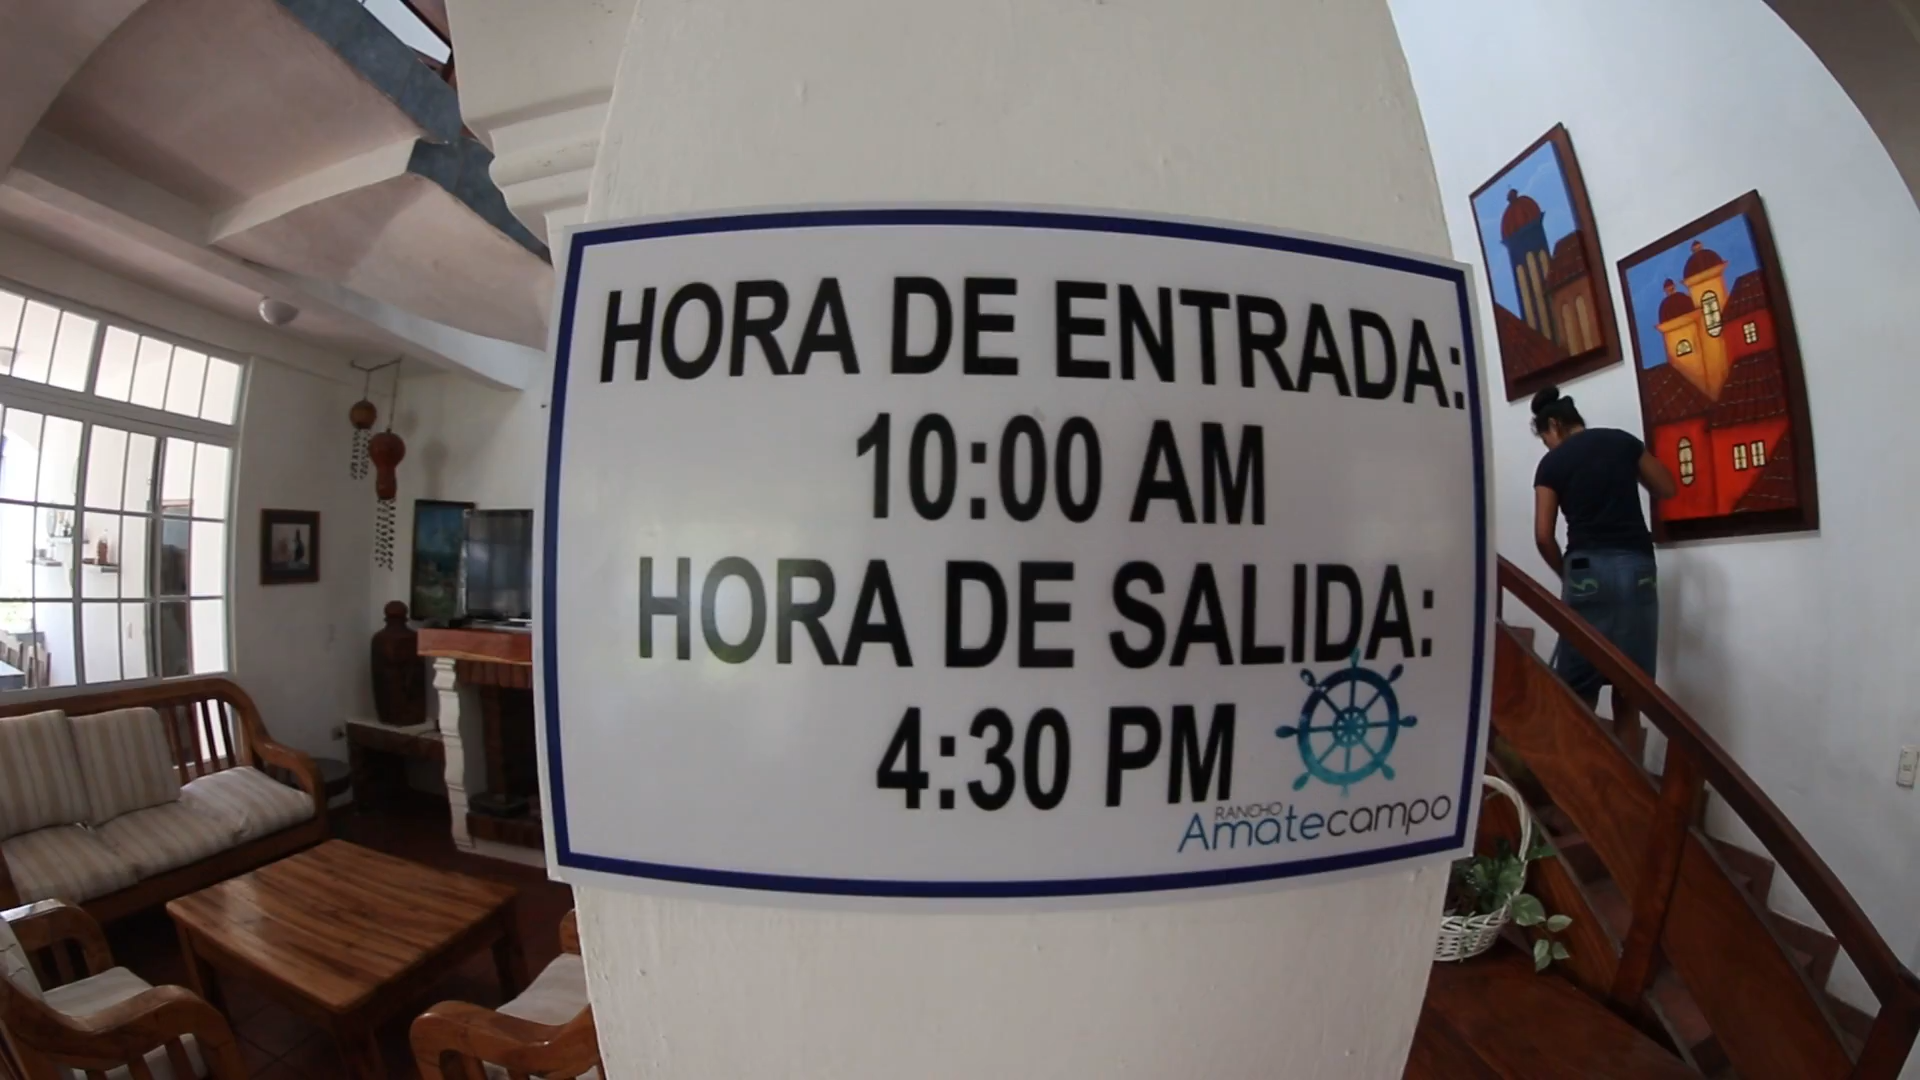 HORA DE ENTRADA:
10:00 AM
HORA DE SALIDA:
4:30 PM
RANCHO
Amatecampo